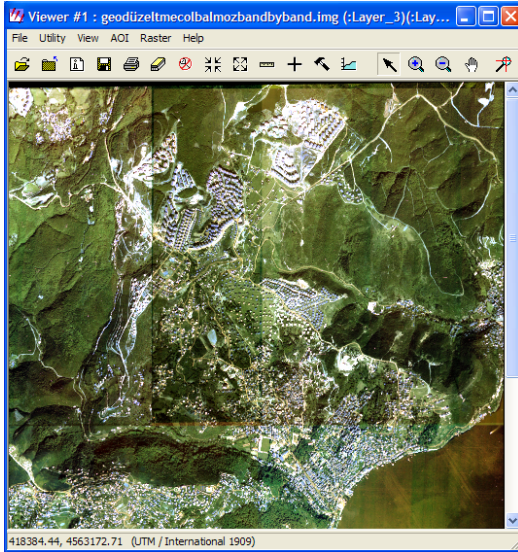 Viewer #1 : geodüzeltmecolbalmozbandbyband.img (:Layer_3)(:Lay...
File Utility View AOI Raster Help
418384.44, 4563172.71 (UTM / International 1909)